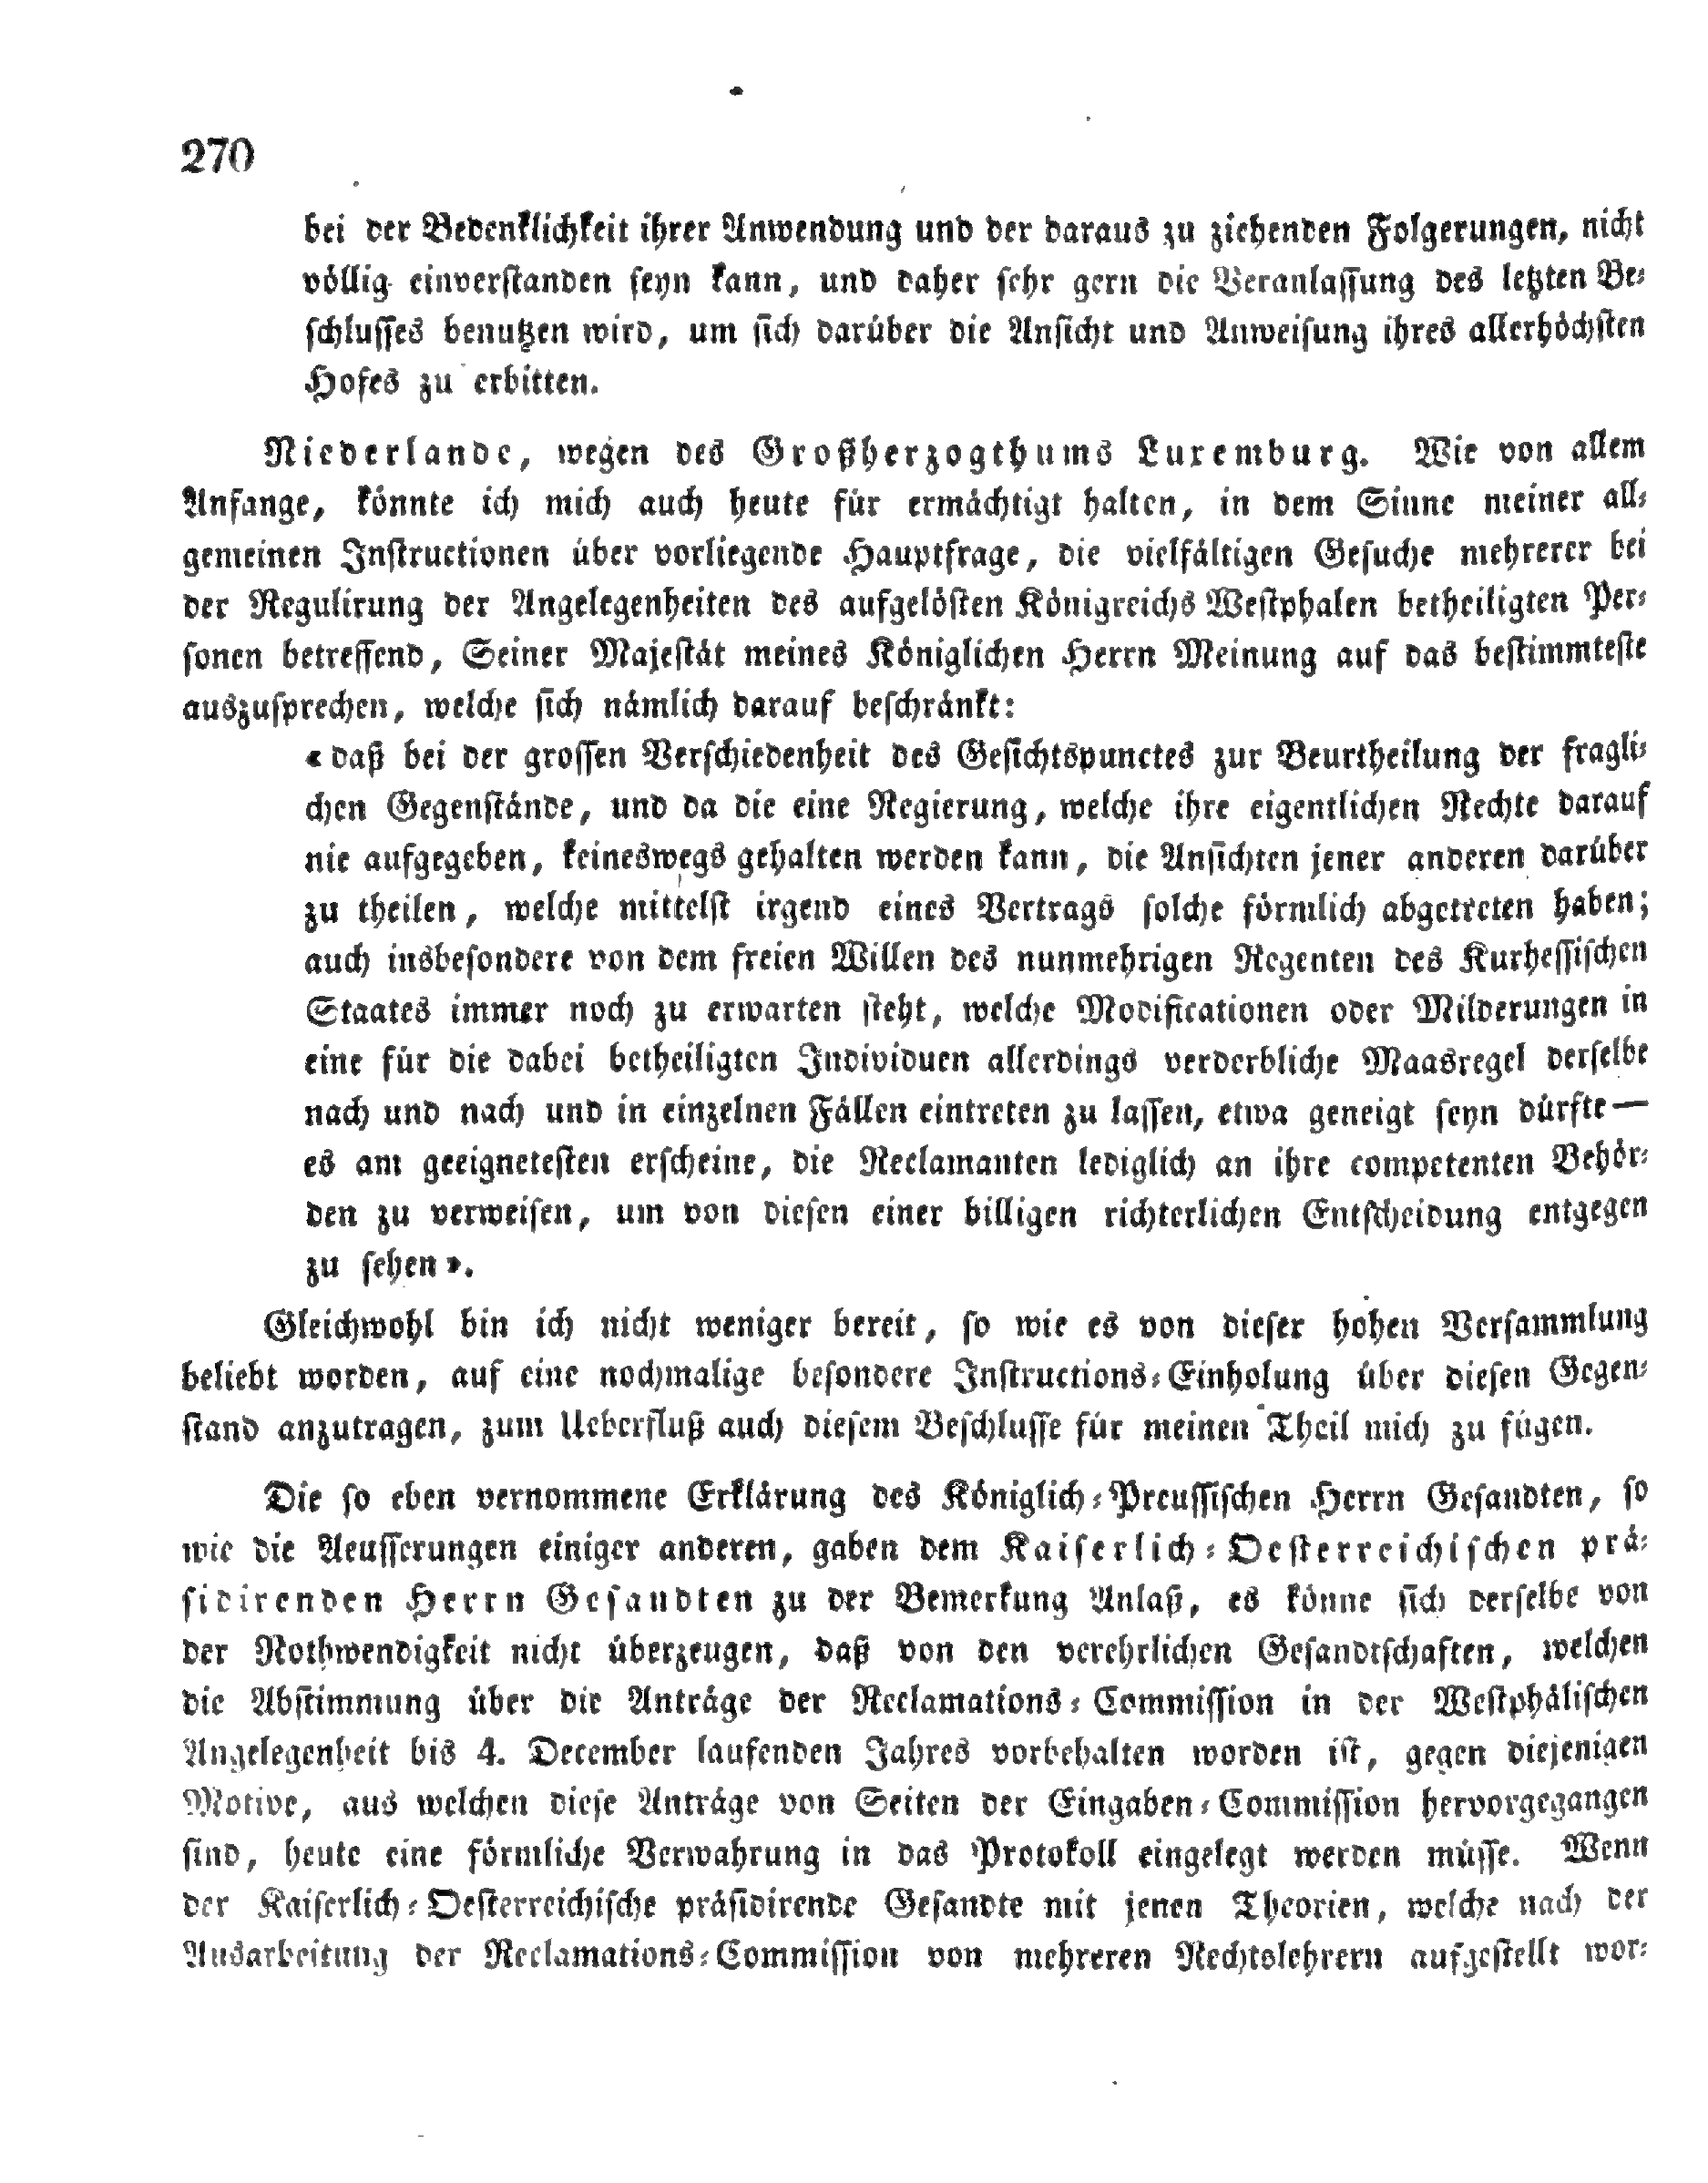 270
bei der Bedenklichkeit ihrer Anwendung und der daraus zu ziehenden Folgerungen, nicht
völlig einverstanden seyn kann, und daher sehr gern die Veranlassung des letzten Be-
schlusses benutzen wird, um sich darüber die Ansicht und Anweisung ihres allerhöchsten
Hofes zu erbitten.
Niederlande, wegen des Großherzogthums Luxemburg. Wie von allem
Anfange, könnte ich mich auch heute für ermächtigt halten, in dem Sinne meiner all-
gemeinen Instructionen über vorliegende Hauptfrage, die vielfältigen Gesuche mehrerer bei
der Regulirung der Angelegenheiten des aufgelösten Königreichs Westphalen betheiligten Per-
sonen betreffend, Seiner Majestät meines Königlichen Herrn Meinung auf das bestimmteste
auszusprechen, welche sich nämlich darauf beschränkt:
«daß bei der grossen Verschiedenheit des Gesichtspunctes zur Beurtheilung der fragli-
chen Gegenstände, und da die eine Regierung, welche ihre eigentlichen Rechte darauf
nie aufgegeben, keineswegs gehalten werden kann, die Ansichten jener anderen darüber
zu theilen, welche mittelst irgend eines Vertrags solche förmlich abgetreten haben;
auch insbesondere von dem freien Willen des nunmehrigen Regenten des Kurhessischen
Staates immer noch zu erwarten steht, welche Modificationen oder Milderungen in
eine für die dabei betheiligten Individuen allerdings verderbliche Maasregel derselbe
nach und nach und in einzelnen Fällen eintreten zu lassen, etwa geneigt seyn dürfte—
es am geeignetesten erscheine, die Reclamanten lediglich an ihre competenten Behör-
den zu verweisen, um von diesen einer billigen richterlichen Entscheidung entgegen
zu sehen».
Gleichwohl bin ich nicht weniger bereit, so wie es von dieser hohen Versammlung
beliebt worden, auf eine nochmalige besondere Instructions-Einholung über diesen Gegen-
stand anzutragen, zum Ueberfluß auch diesem Beschlusse für meinen Theil mich zu fügen.
Die so eben vernommene Erklärung des Königlich-Preussischen Herrn Gesandten, so
wie die Aeusserungen einiger anderen, gaben dem Kaiserlich-Oesterreichischen prä-
sidirenden Herrn Gesandten zu der Bemerkung Anlaß, es könne sich derselbe von
der Nothwendigkeit nicht überzeugen, daß von den verehrlichen Gesandtschaften, welchen
die Abstimmung über die Anträge der Reclamations-Commission in der Westphälischen
Angelegenheit bis 4. December laufenden Jahres vorbehalten worden ist, gegen diejenigen
Motive, aus welchen diese Anträge von Seiten der Eingaben-Commission hervorgegangen
sind, heute eine förmliche Verwahrung in das Protokoll eingelegt werden müsse. Wenn
der Kaiserlich-Oesterreichische präsidirende Gesandte mit jenen Theorien, welche nach der
Ausarbeitung der Reclamations-Commission von mehreren Rechtslehrern aufgestellt wor-